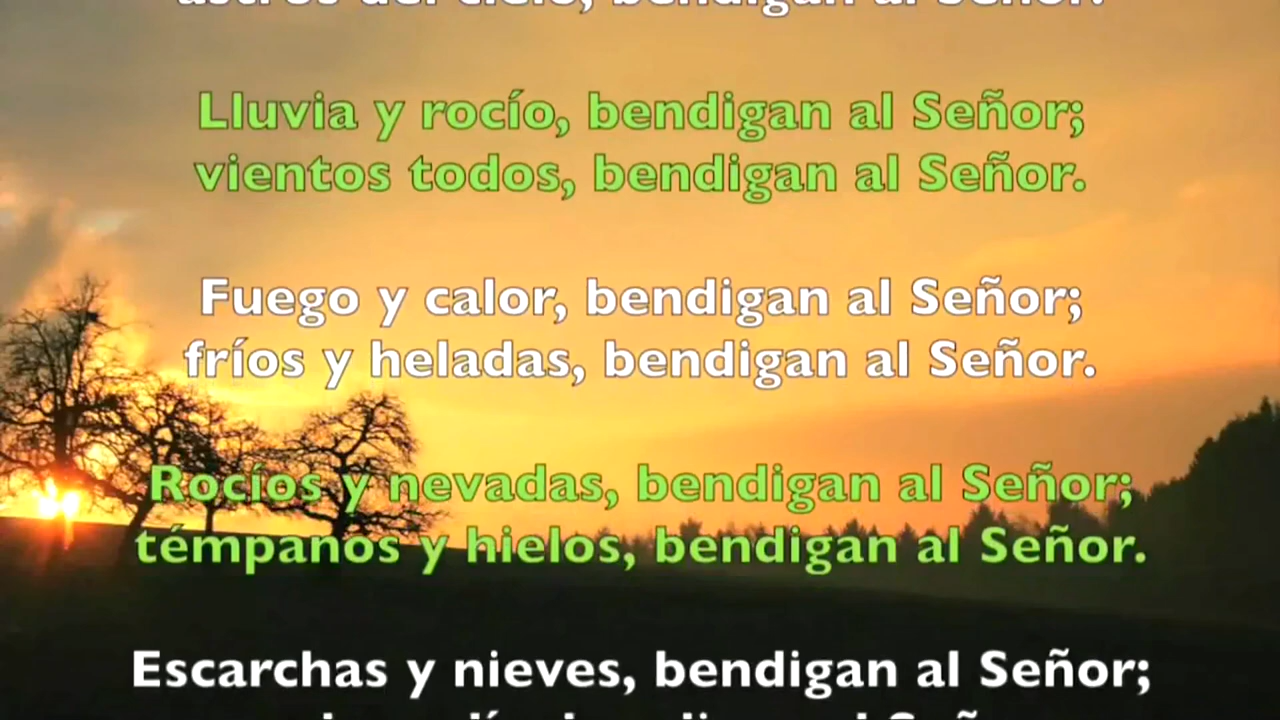 astros del cielo, bendigan al Señor.
Lluvia y rocío, bendigan al Señor;
vientos todos, bendigan al Señor.
Fuego y calor, bendigan al Señor;
fríos y heladas, bendigan al Señor.
Rocíos y nevadas, bendigan al Señor;
témpanos y hielos, bendigan al Señor.
Escarchas y nieves, bendigan al Señor;